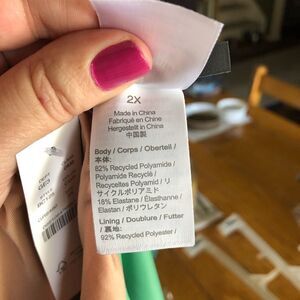 2X
Made in China
Fabriqué en Chine
Hergestellt in China
中国製
Body / Corps / Oberteil /
本体:
82% Recycled Polyamide /
Polyamide Recyclé /
Recyceltes Polyamid / リ
サイクルポリアミド
18% Elastane / Élasthanne /
Elastan / ポリウレタン
Lining / Doublure / Futter
/ 裏地:
92% Recycled Polyester /